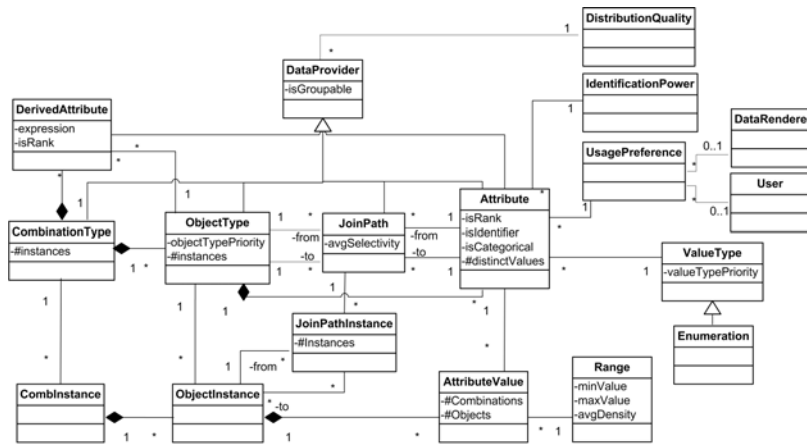 DistributionQuality
1
*
DataProvider
-isGroupable
IdentificationPower
*
1
DerivedAttribute
-expression
-isRank
*
*
*
DataRendere
0..1
UsagePreference
*
*
0..1
User
1
1
1
CombinationType
-#instances
1
*
ObjectType
-objectTypePriority
-#instances
1
*
-from
-to
1
*
JoinPath
-avgSelectivity
*
1
-from
-to
*
1
Attribute
-isRank
-isIdentifier
-isCategorical
-#distinctValues
*
*
1
ValueType
-valueTypePriority
Enumeration
1
1
1
1
*
*
1
JoinPathInstance
-#Instances
*
*
1
-from
*
*
*
-to
*
CombInstance
1
*
ObjectInstance
1
*
AttributeValue
-#Combinations
-#Objects
*
1
Range
-minValue
-maxValue
-avgDensity